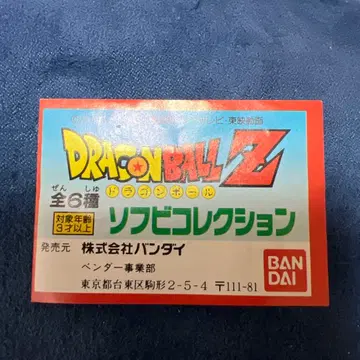 DRAGONBALL Z
ドラゴンボール
ぜん しゅ
全6種
対象年齢
3才以上
ソフビコレクション
発売元 株式会社バンダイ
ベンダー事業部
東京都台東区駒形2-5-4 〒111-81
BAN
DAI